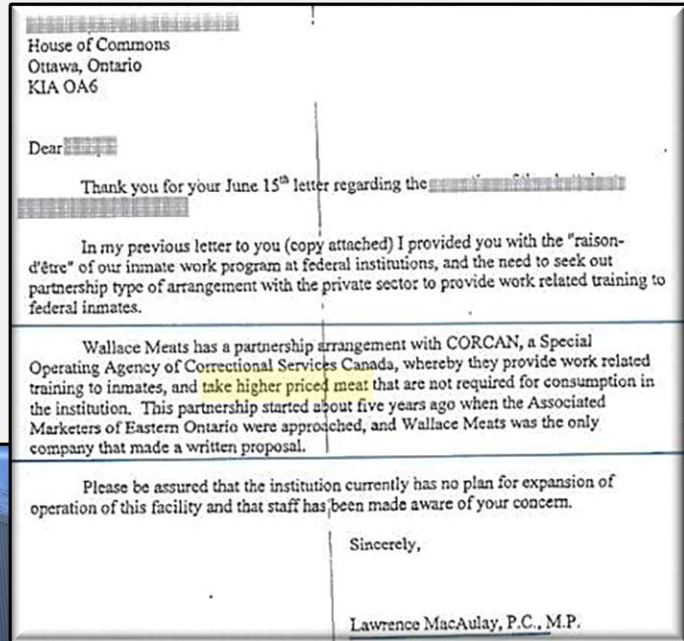 House of Commons
Ottawa, Ontario
KIA OA6
Dear
Thank you for your June 15th letter regarding the
In my previous letter to you (copy attached) I provided you with the "raison-
d'être" of our inmate work program at federal institutions, and the need to seek out
partnership type of arrangement with the private sector to provide work related training to
federal inmates.
Wallace Meats has a partnership arrangement with CORCAN, a Special
Operating Agency of Correctional Services Canada, whereby they provide work related
training to inmates, and take higher priced meat that are not required for consumption in
the institution. This partnership started about five years ago when the Associated
Marketers of Eastern Ontario were approached, and Wallace Meats was the only
company that made a written proposal.
Please be assured that the institution currently has no plan for expansion of
operation of this facility and that staff has been made aware of your concern.
Sincerely,
Lawrence MacAulay, P.C., M.P.